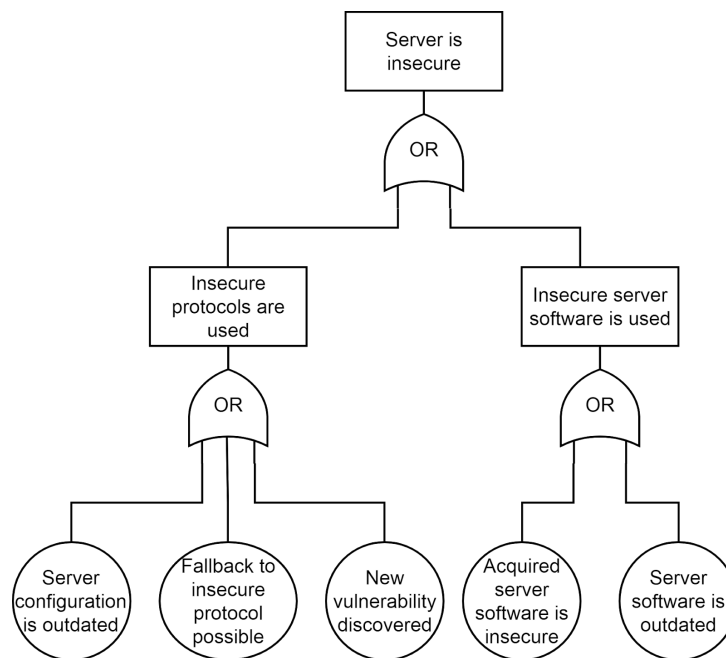 Server is
insecure
OR
Insecure
protocols are
used
Insecure server
software is used
OR
OR
Server
configuration
is outdated
Fallback to
insecure
protocol
possible
New
vulnerability
discovered
Acquired
server
software is
insecure
Server
software is
outdated